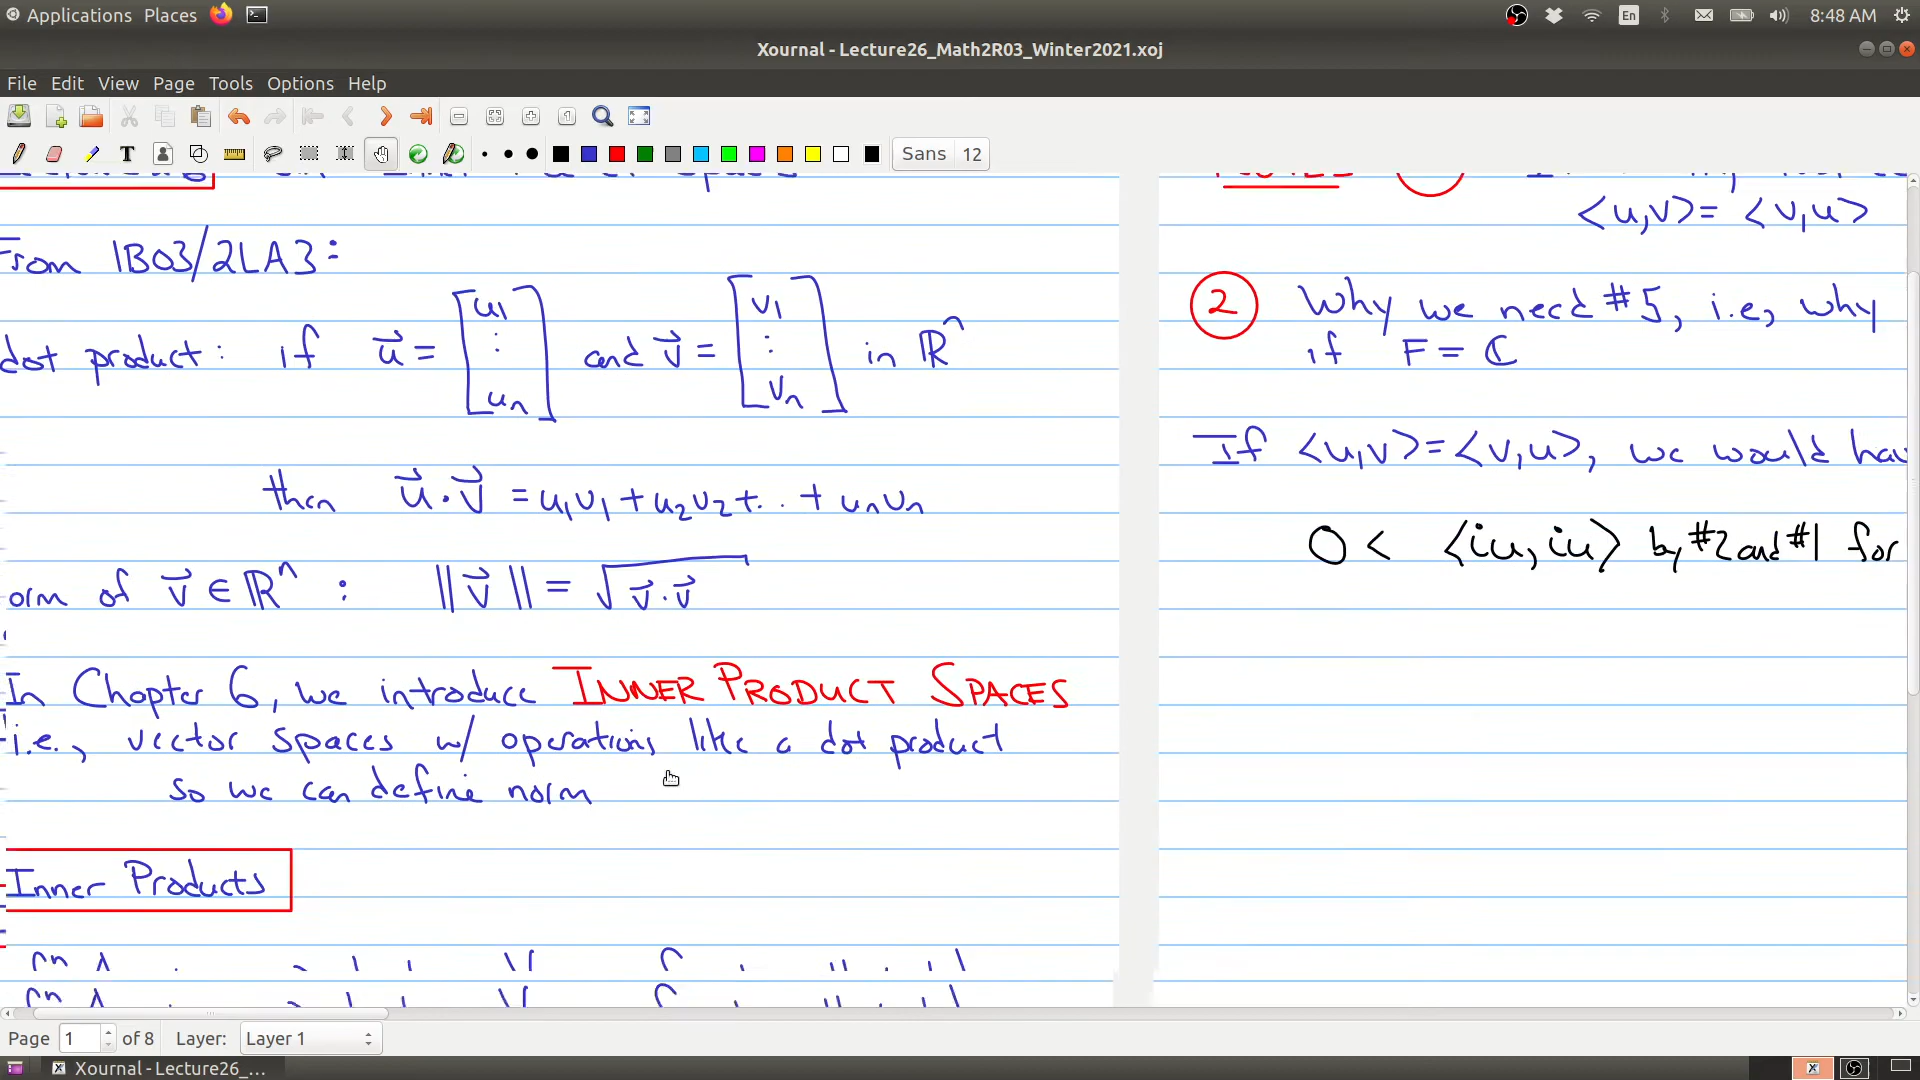 Applications Places En 8:48 AM
Xournal - Lecture26_Math2R03_Winter2021.xoj
File Edit View Page Tools Options Help
Sans 12
From 1B03/2LA3:
dot product: if u⃗ = [u1 ⋮ un] and v⃗ = [v1 ⋮ vn] in ℝ^n
then u⃗·v⃗ = u1v1 + u2v2 + ... + unvn
orm of v⃗ ∈ ℝ^n : ||v⃗|| = √(v⃗·v⃗)
In Chapter 6, we introduce INNER PRODUCT SPACES
i.e., vector spaces w/ operations like a dot product
so we can define norm
Inner Products
NOTES
<u,v> = <v,u>
2 Why we need #5, i.e, why
if F = ℂ
If <u,v> = <v,u>, we would hav
0 < <iu, iu> by #2 and #1 for
Page 1 of 8 Layer: Layer 1
Xournal - Lecture26_...